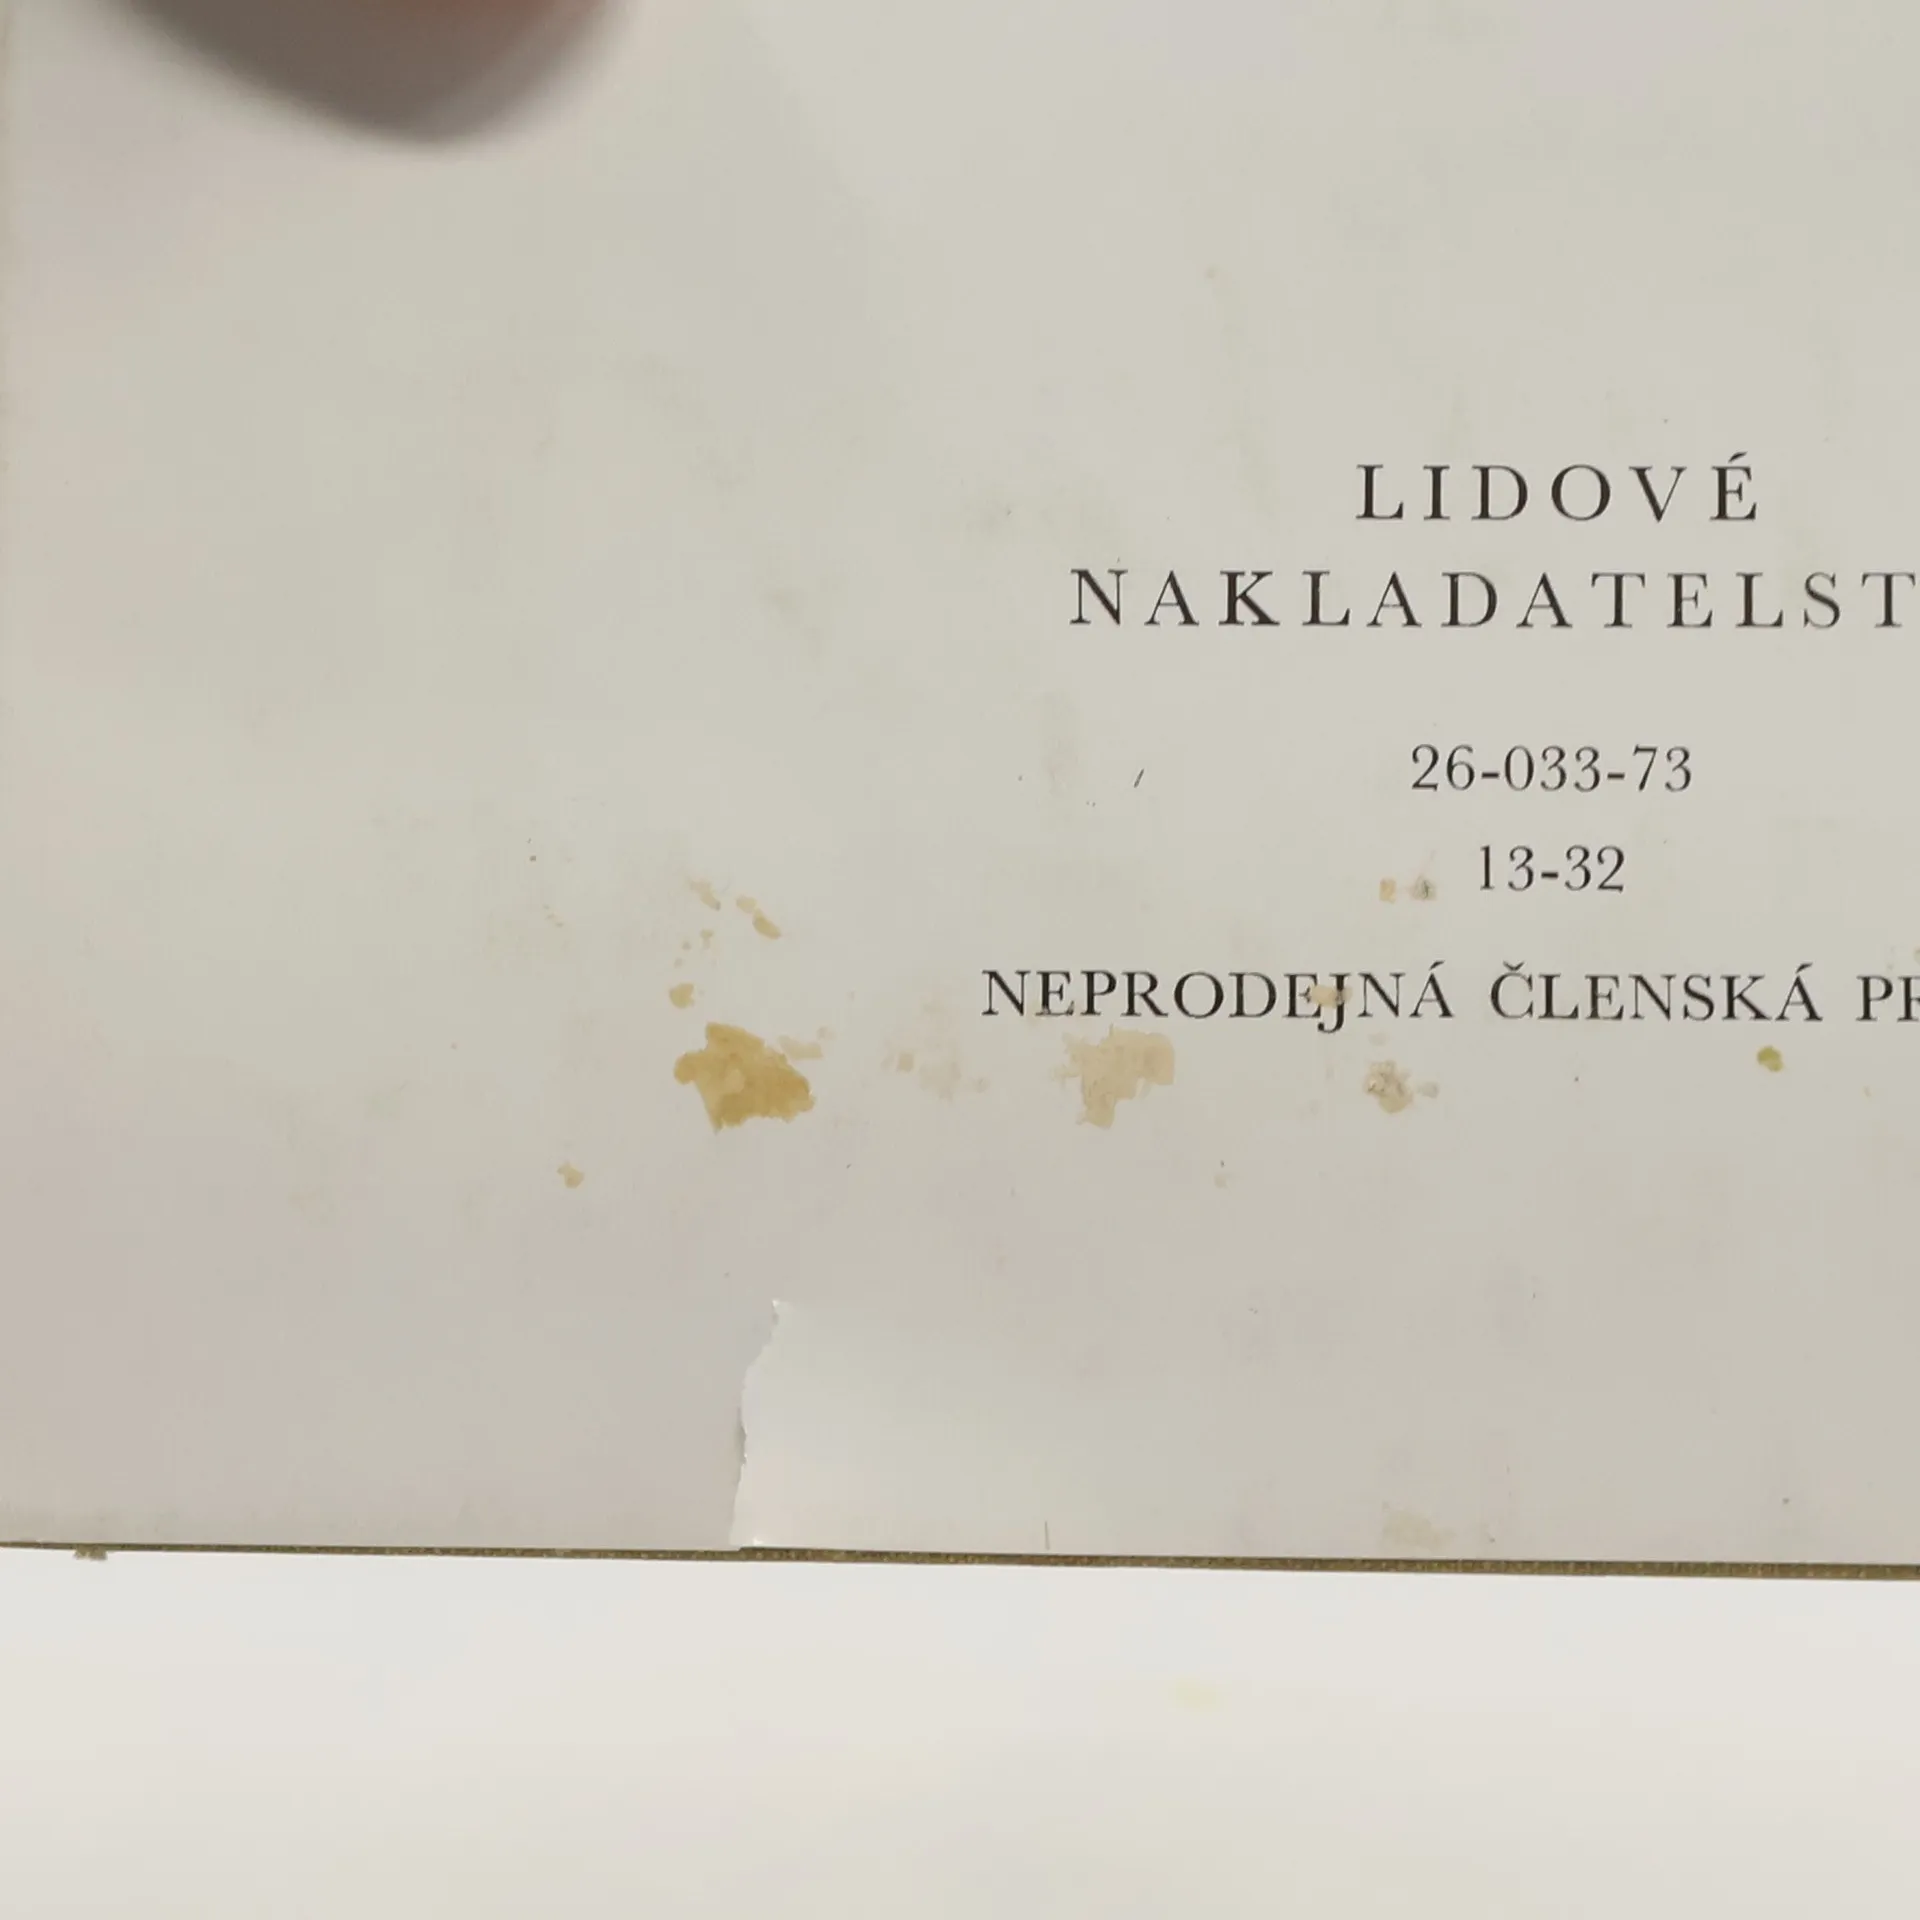 LIDOVÉ
NAKLADATELST
26-033-73
13-32
NEPRODEJNÁ ČLENSKÁ